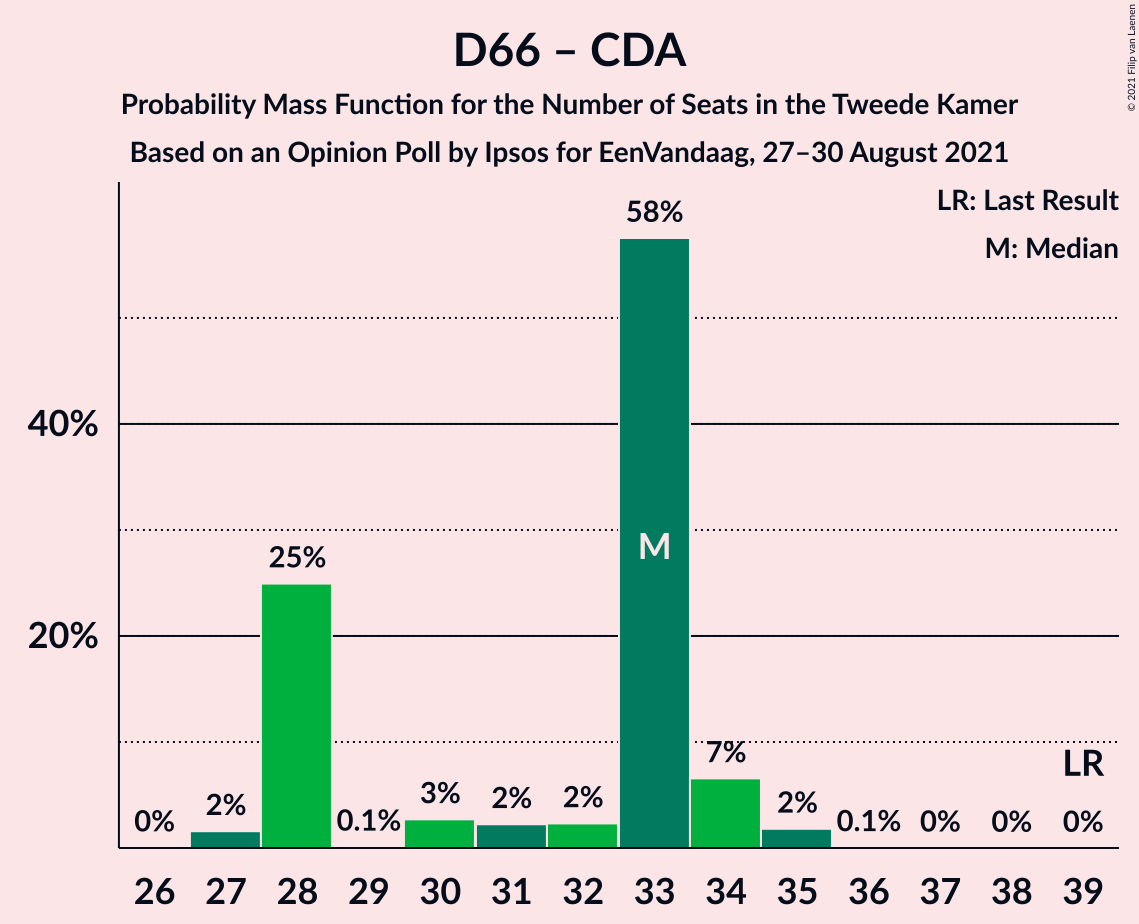 D66 – CDA
Probability Mass Function for the Number of Seats in the Tweede Kamer
Based on an Opinion Poll by Ipsos for EenVandaag, 27–30 August 2021
© 2021 Filip van Laenen
LR: Last Result
M: Median
58%
40%
M
25%
20%
7%
LR
0%
2%
0.1%
3%
2%
2%
2%
0.1%
0%
0%
0%
26 27 28 29 30 31 32 33 34 35 36 37 38 39